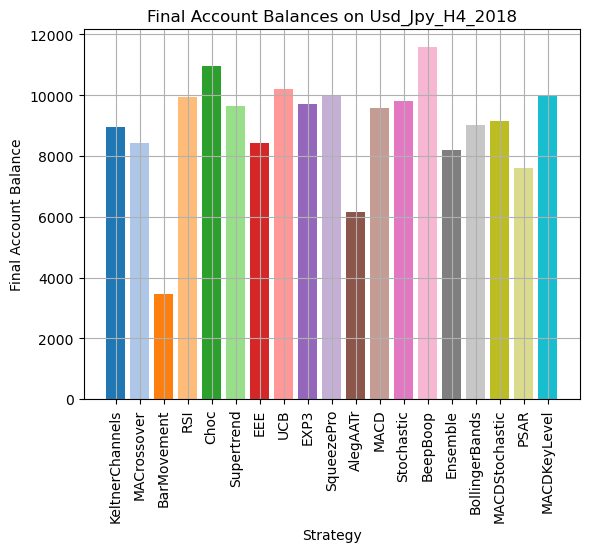 Final Account Balances on Usd_Jpy_H4_2018
Final Account Balance
12000
10000
8000
6000
4000
2000
0
KeltnerChannels
MACrossover
BarMovement
RSI
Choc
Supertrend
EEE
UCB
EXP3
SqueezePro
AlegAATr
MACD
Stochastic
BeepBoop
Ensemble
BollingerBands
MACDStochastic
PSAR
MACDKeyLevel
Strategy